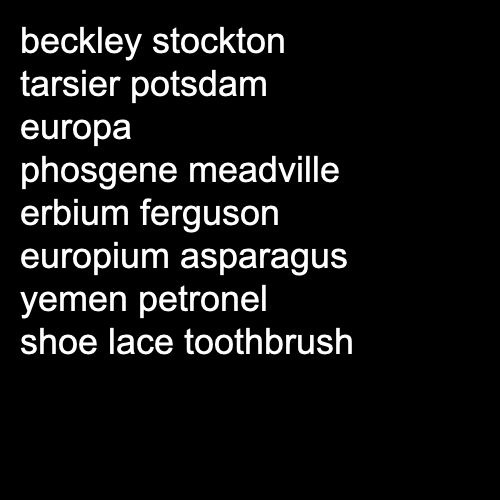 beckley stockton
tarsier potsdam
europa
phosgene meadville
erbium ferguson
europium asparagus
yemen petronel
shoe lace toothbrush